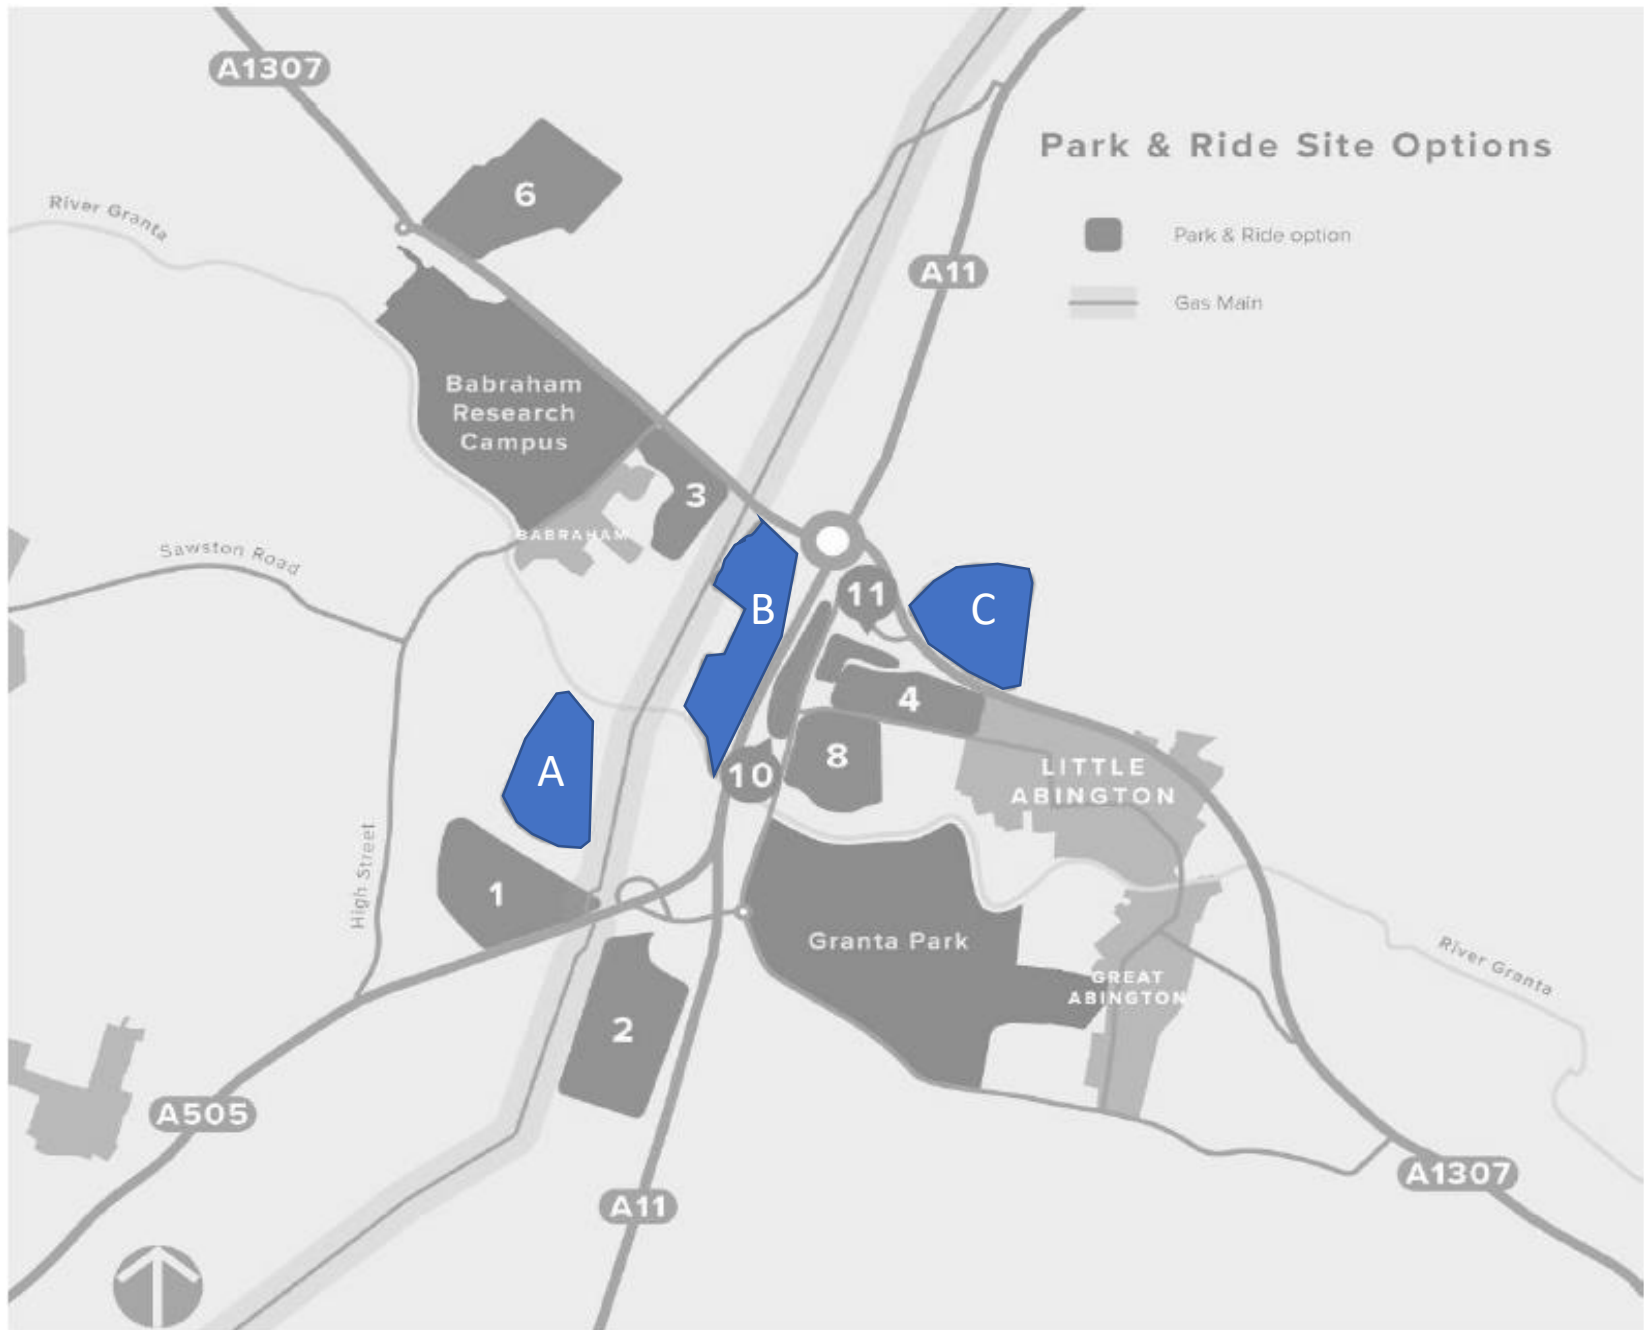 A1307
Park & Ride Site Options
6
River Granta
Park & Ride option
A11
Gas Main
Babraham
Research
Campus
3
BABRAHAM
Sawston Road
11
B
C
4
A
8
10
LITTLE
ABINGTON
High Street
1
Granta Park
River Granta
GREAT
ABINGTON
2
A505
A1307
A11